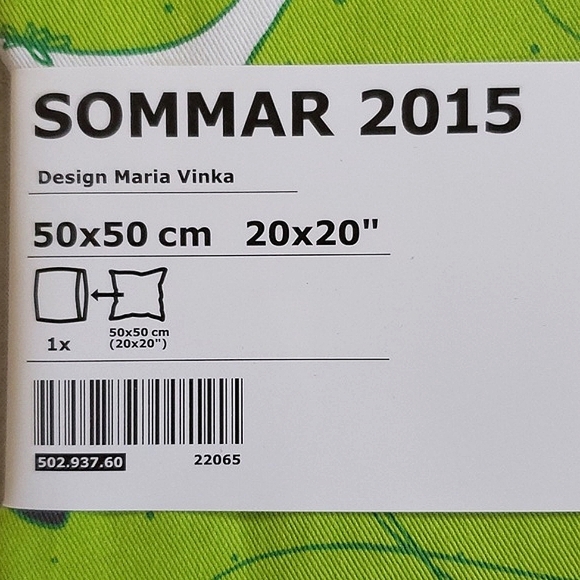 SOMMAR 2015
Design Maria Vinka
50x50 cm 20x20"
1x
50x50 cm
(20x20")
502.937.60 22065